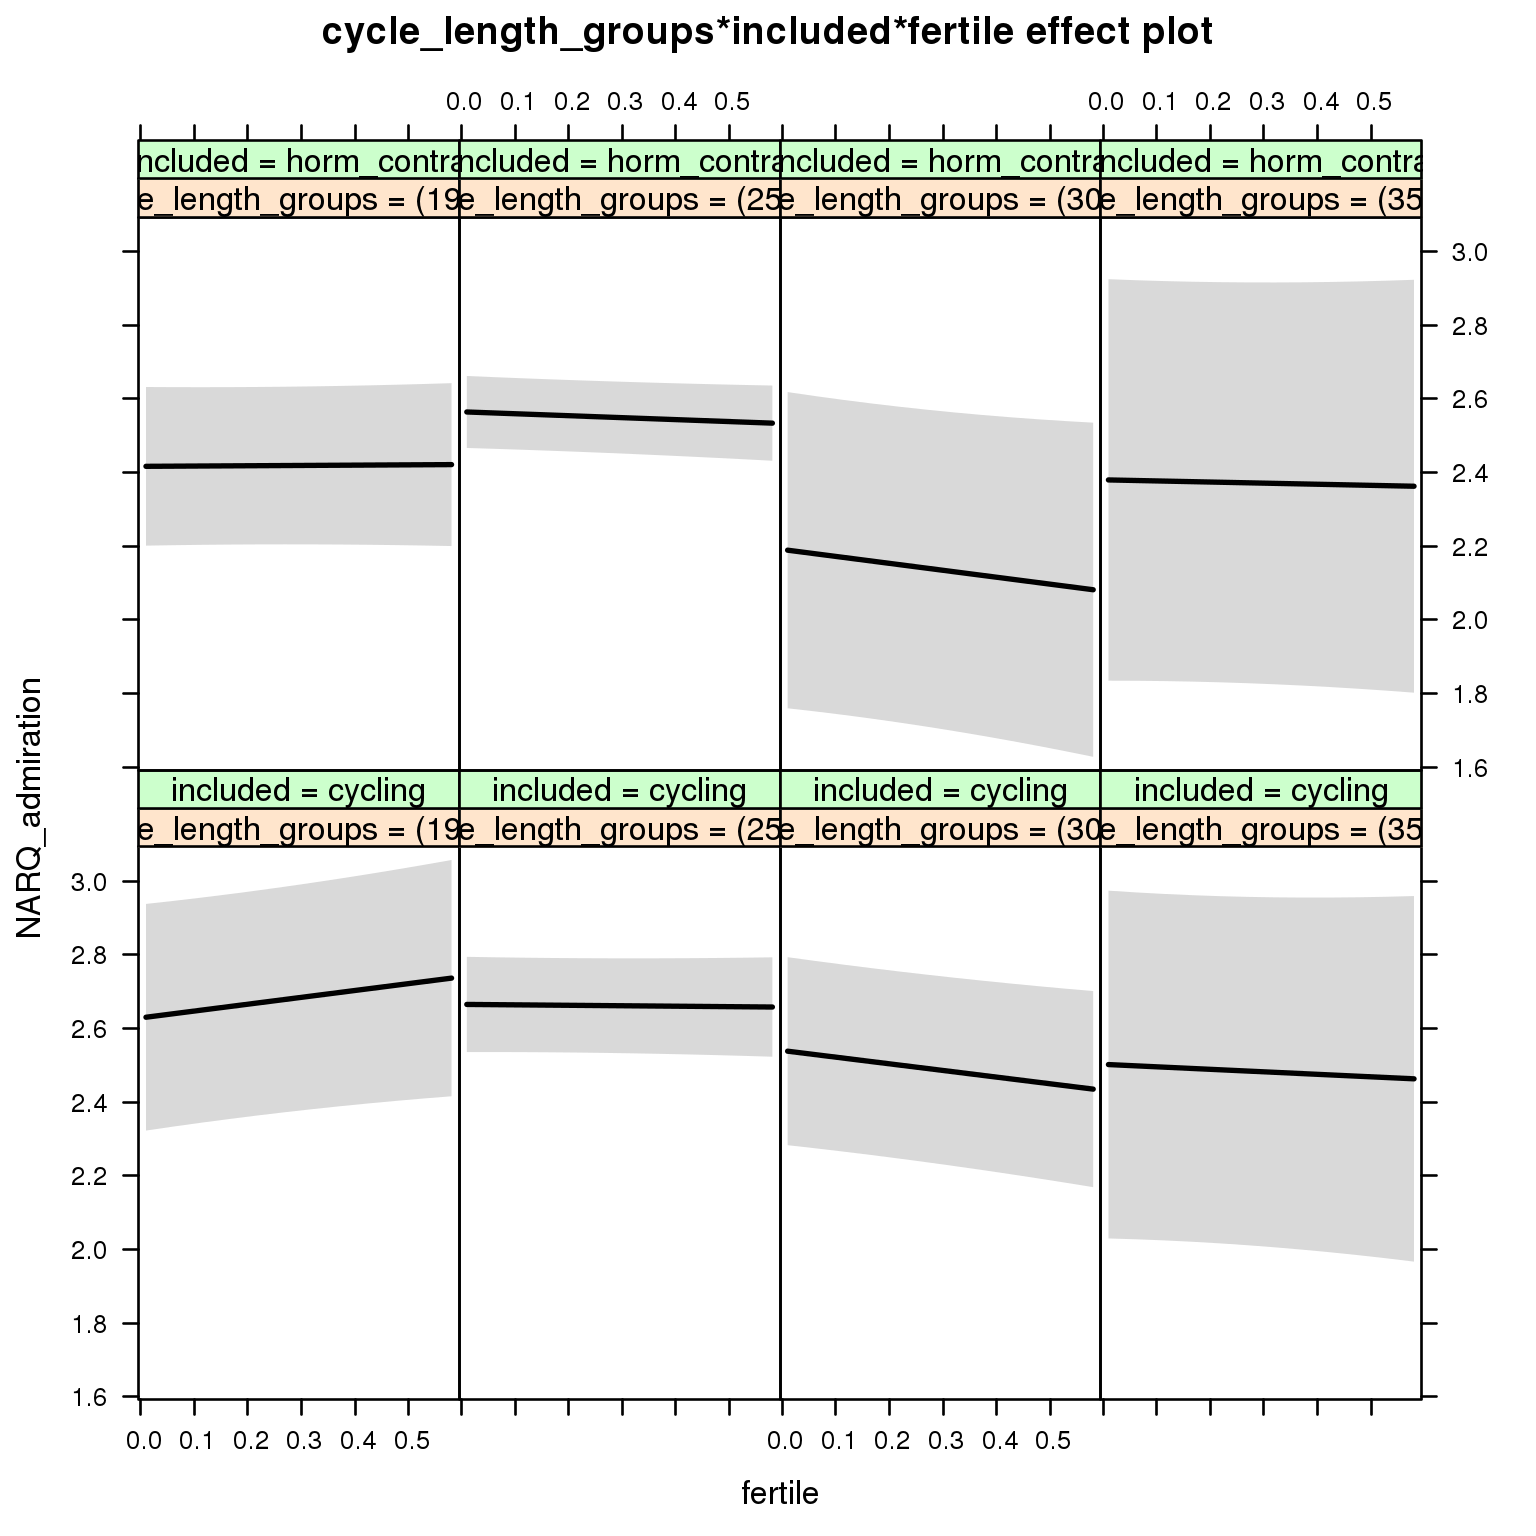 cycle_length_groups*included*fertile effect plot
0.0 0.1 0.2 0.3 0.4 0.5 0.0 0.1 0.2 0.3 0.4 0.5
ncluded = horm_contra ncluded = horm_contra ncluded = horm_contra ncluded = horm_contra
e_length_groups = (19 e_length_groups = (25 e_length_groups = (30 e_length_groups = (35
3.0
2.8
2.6
2.4
2.2
2.0
1.8
1.6
NARQ_admiration
included = cycling included = cycling included = cycling included = cycling
e_length_groups = (19 e_length_groups = (25 e_length_groups = (30 e_length_groups = (35
3.0
2.8
2.6
2.4
2.2
2.0
1.8
1.6
0.0 0.1 0.2 0.3 0.4 0.5 0.0 0.1 0.2 0.3 0.4 0.5
fertile